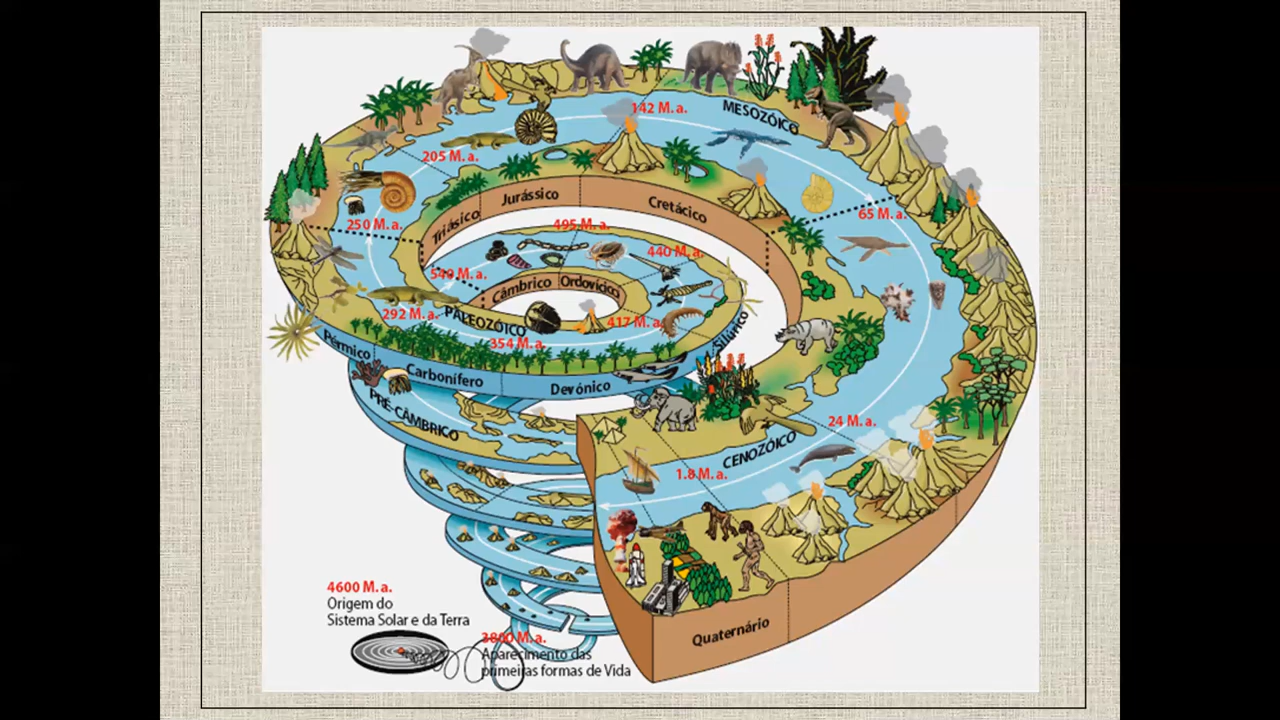 142 M.a.
MESOZÓICO
205 M.a.
Jurássico
Cretácico
Triásico
65 M.a.
250 M.a.
495 M.a.
440 M.a.
540 M.a.
Câmbrico
Ordovícico
292 M.a.
PALEOZÓICO
417 M.a.
354 M.a.
Silúrico
Pérmico
Carbonífero
Devónico
PRÉ-CÂMBRICO
24 M.a.
CENOZÓICO
1.8 M.a.
4600 M.a.
Origem do
Sistema Solar e da Terra
Quaternário
3800 M.a.
Aparecimento das
primeiras formas de Vida